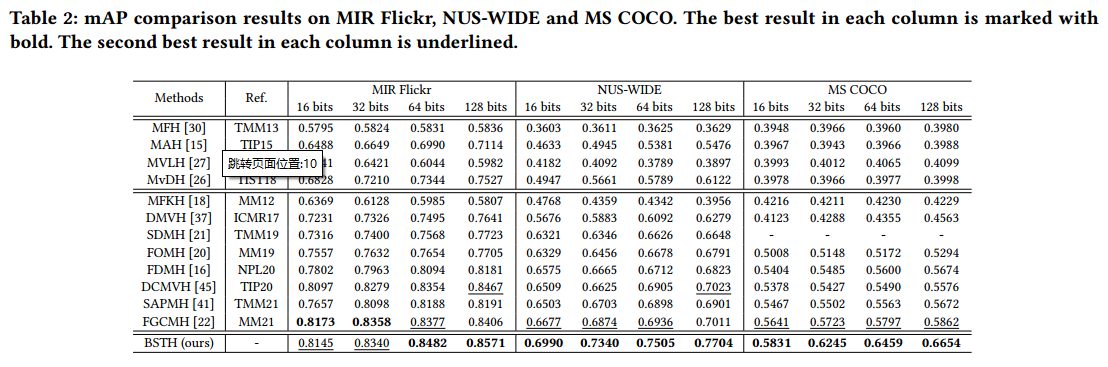 Table 2: mAP comparison results on MIR Flickr, NUS-WIDE and MS COCO. The best result in each column is marked with
bold. The second best result in each column is underlined.
Methods Ref. MIR Flickr NUS-WIDE MS COCO
16 bits 32 bits 64 bits 128 bits 16 bits 32 bits 64 bits 128 bits 16 bits 32 bits 64 bits 128 bits
MFH [30] TMM13 0.5795 0.5824 0.5831 0.5836 0.3603 0.3611 0.3625 0.3629 0.3948 0.3966 0.3960 0.3980
MAH [15] TIP15 0.6488 0.6649 0.6990 0.7114 0.4633 0.4945 0.5381 0.5476 0.3967 0.3943 0.3966 0.3988
MVLH [27] 跳转页面位置:10 41 0.6421 0.6044 0.5982 0.4182 0.4092 0.3789 0.3897 0.3993 0.4012 0.4065 0.4099
MvDH [26] TIST18 0.6828 0.7210 0.7344 0.7527 0.4947 0.5661 0.5789 0.6122 0.3978 0.3966 0.3977 0.3998
MFKH [18] MM12 0.6369 0.6128 0.5985 0.5807 0.4768 0.4359 0.4342 0.3956 0.4216 0.4211 0.4230 0.4229
DMVH [37] ICMR17 0.7231 0.7326 0.7495 0.7641 0.5676 0.5883 0.6092 0.6279 0.4123 0.4288 0.4355 0.4563
SDMH [21] TMM19 0.7316 0.7400 0.7568 0.7723 0.6321 0.6346 0.6626 0.6648 - - - -
FOMH [20] MM19 0.7557 0.7632 0.7654 0.7705 0.6329 0.6456 0.6678 0.6791 0.5008 0.5148 0.5172 0.5294
FDMH [16] NPL20 0.7802 0.7963 0.8094 0.8181 0.6575 0.6665 0.6712 0.6823 0.5404 0.5485 0.5600 0.5674
DCMVH [45] TIP20 0.8097 0.8279 0.8354 0.8467 0.6509 0.6625 0.6905 0.7023 0.5378 0.5427 0.5490 0.5576
SAPMH [41] TMM21 0.7657 0.8098 0.8188 0.8191 0.6503 0.6703 0.6898 0.6901 0.5467 0.5502 0.5563 0.5672
FGCMH [22] MM21 0.8173 0.8358 0.8377 0.8406 0.6677 0.6874 0.6936 0.7011 0.5641 0.5723 0.5797 0.5862
BSTH (ours) - 0.8145 0.8340 0.8482 0.8571 0.6990 0.7340 0.7505 0.7704 0.5831 0.6245 0.6459 0.6654